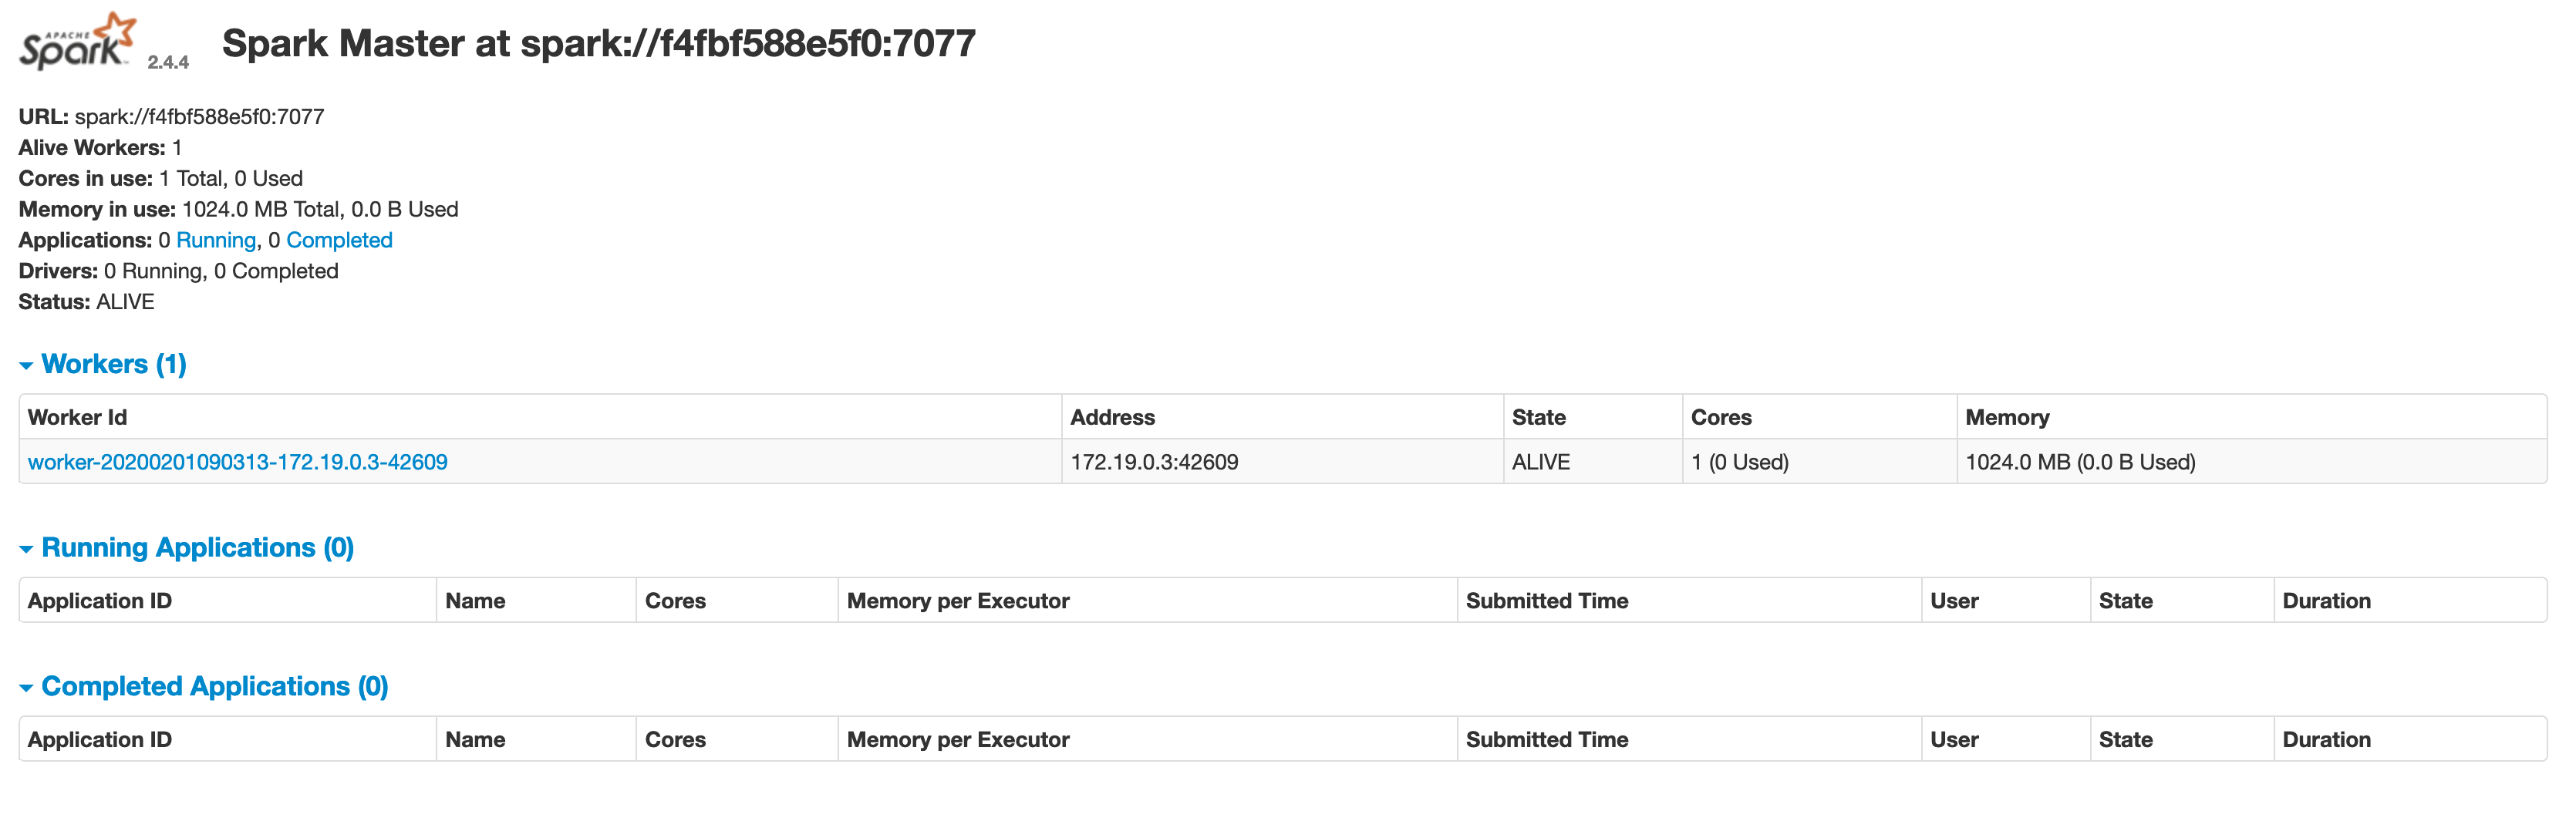 APACHE
Spark™ 2.4.4 Spark Master at spark://f4fbf588e5f0:7077
URL: spark://f4fbf588e5f0:7077
Alive Workers: 1
Cores in use: 1 Total, 0 Used
Memory in use: 1024.0 MB Total, 0.0 B Used
Applications: 0 Running, 0 Completed
Drivers: 0 Running, 0 Completed
Status: ALIVE
Workers (1)
Worker Id Address State Cores Memory
worker-20200201090313-172.19.0.3-42609 172.19.0.3:42609 ALIVE 1 (0 Used) 1024.0 MB (0.0 B Used)
Running Applications (0)
Application ID Name Cores Memory per Executor Submitted Time User State Duration
Completed Applications (0)
Application ID Name Cores Memory per Executor Submitted Time User State Duration